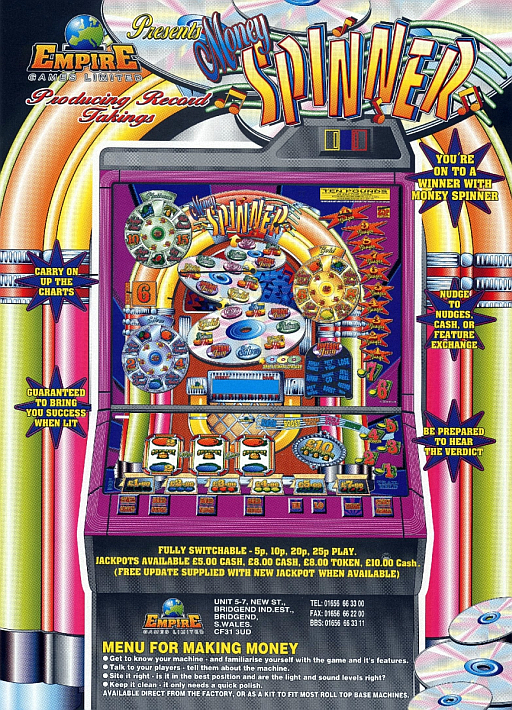 EMPIRE
GAMES LIMITED
Presents
Money
SPINNER
Producing Record
Takings
YOU'RE
ON TO A
WINNER WITH
MONEY SPINNER
TEN POUNDS
Money
SPINNER
Gold
6
CARRY ON
UP THE
CHARTS
NUDGE
TO
NUDGES,
CASH, OR
FEATURE
EXCHANGE
Silver
GUARANTEED
TO BRING
YOU SUCCESS
WHEN LIT
BE PREPARED
TO HEAR
THE VERDICT
£10
FULLY SWITCHABLE - 5p, 10p, 20p, 25p PLAY.
JACKPOTS AVAILABLE £5.00 CASH, £8.00 CASH, £8.00 TOKEN, £10.00 Cash.
(FREE UPDATE SUPPLIED WITH NEW JACKPOT WHEN AVAILABLE)
EMPIRE
GAMES LIMITED
UNIT 5-7, NEW ST.,
BRIDGEND IND.EST.,
BRIDGEND,
S.WALES.
CF31 3UD
TEL: 01656 66 33 00
FAX: 01656 66 22 00
BBS: 01656 66 33 11
MENU FOR MAKING MONEY
● Get to know your machine - and familiarise yourself with the game and it's features.
● Talk to your players - tell them about the machine.
● Site it right - is it in the best position and are the light and sound levels right?
● Keep it clean - it only needs a quick polish.
AVAILABLE DIRECT FROM THE FACTORY, OR AS A KIT TO FIT MOST ROLL TOP BASE MACHINES.